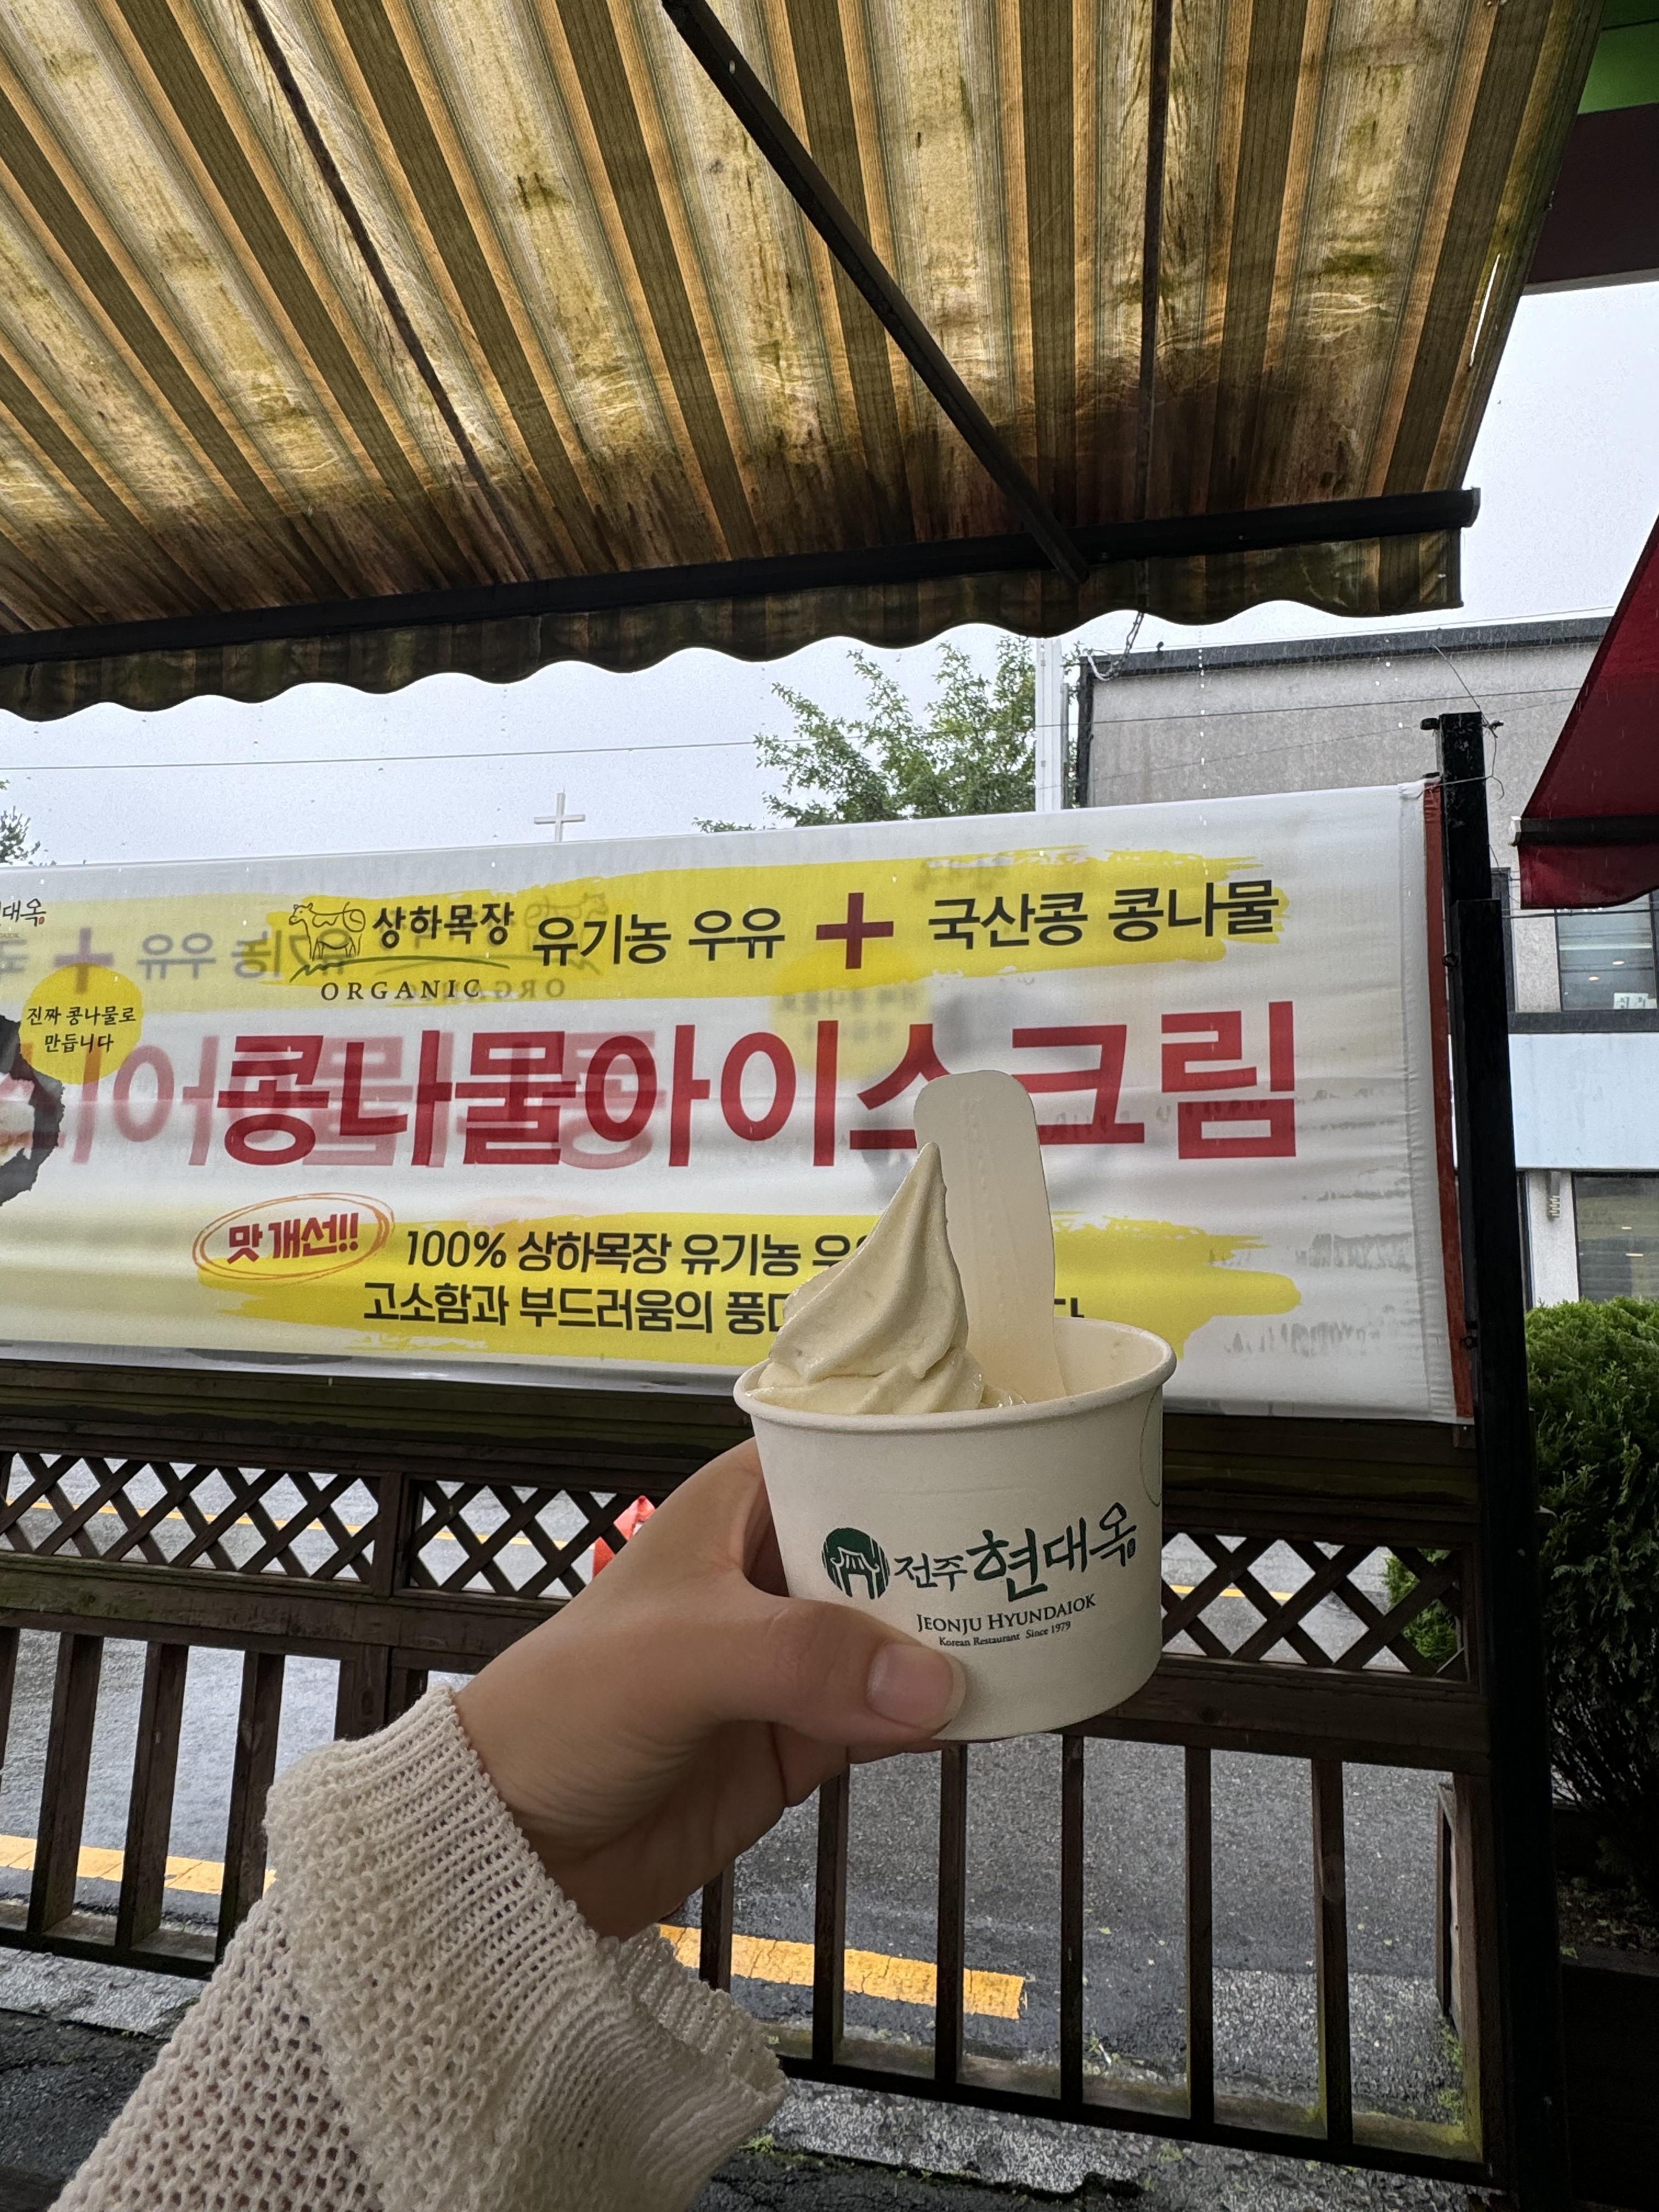 상하목장 유기농 우유 + 국산콩 콩나물
ORGANIC
진짜 콩나물로
만듭니다
콩나물아이스크림
맛 개선!!
100% 상하목장 유기농
고소함과 부드러움의
전주 현대옥
JEONJU HYUNDAIOK
Korean Restaurant Since 1979